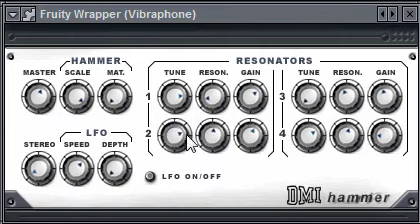 Fruity Wrapper (Vibraphone)
HAMMER
RESONATORS
MASTER SCALE MAT. TUNE RESON. GAIN TUNE RESON. GAIN
1 3
LFO
2 4
STEREO SPEED DEPTH
LFO ON/OFF
DMI hammer